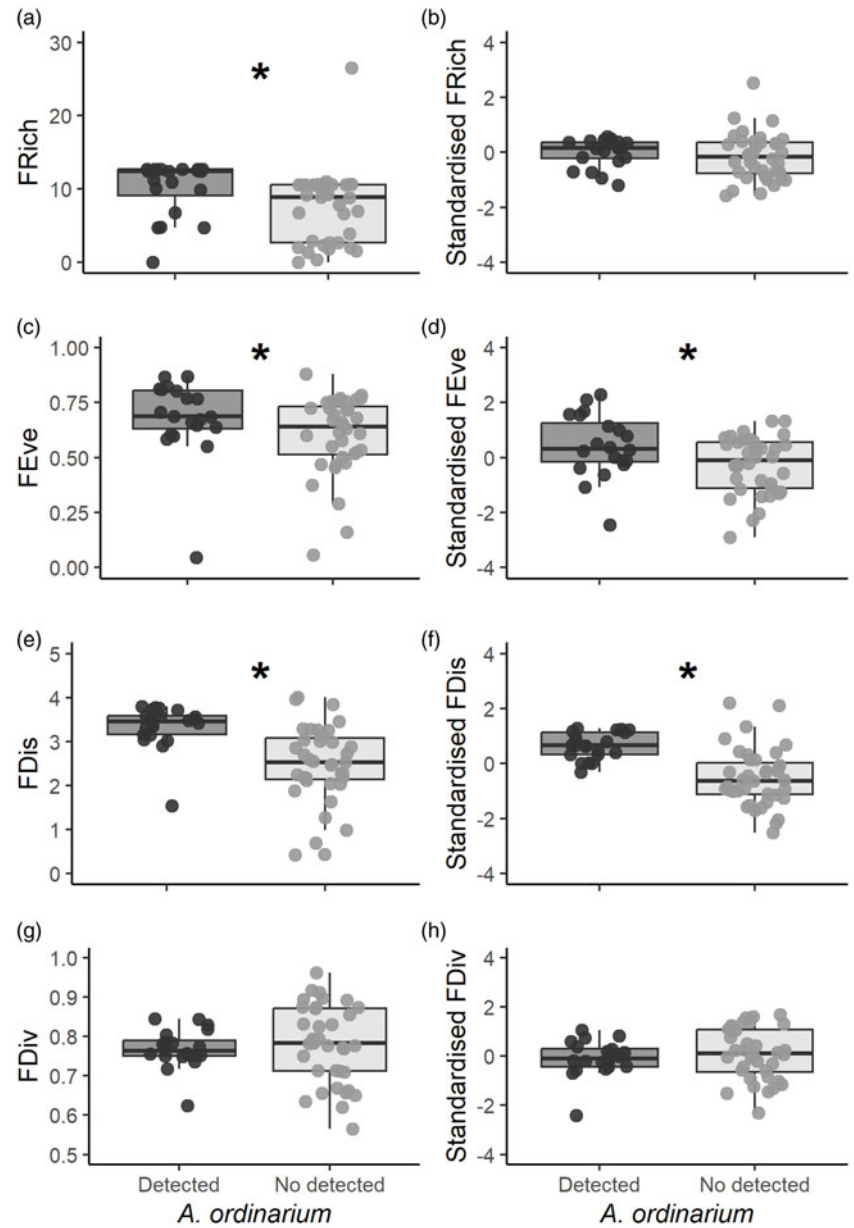 (a)
FRich
30
20
10
0
*
(b)
Standardised FRich
4
2
0
-2
-4
(c)
FEve
1.00
0.75
0.50
0.25
0.00
*
(d)
Standardised FEve
4
2
0
-2
-4
*
(e)
FDis
5
4
3
2
1
0
*
(f)
Standardised FDis
4
2
0
-2
-4
*
(g)
FDiv
1.0
0.9
0.8
0.7
0.6
0.5
Detected No detected
A. ordinarium
(h)
Standardised FDiv
4
2
0
-2
-4
Detected No detected
A. ordinarium